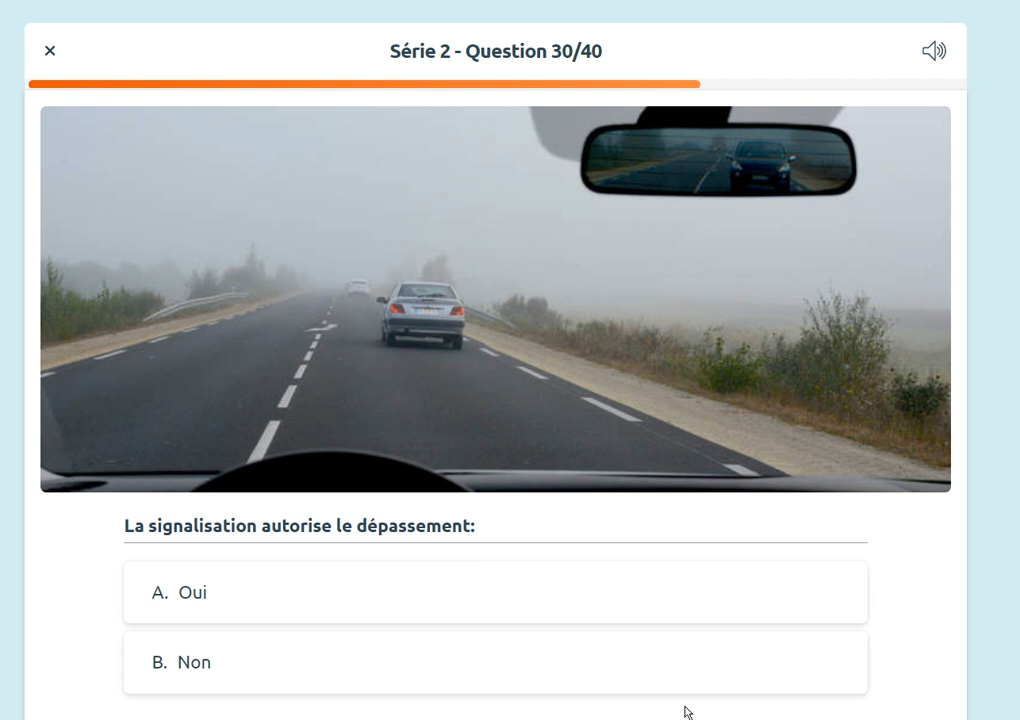 Série 2 - Question 30/40
La signalisation autorise le dépassement:
A. Oui
B. Non